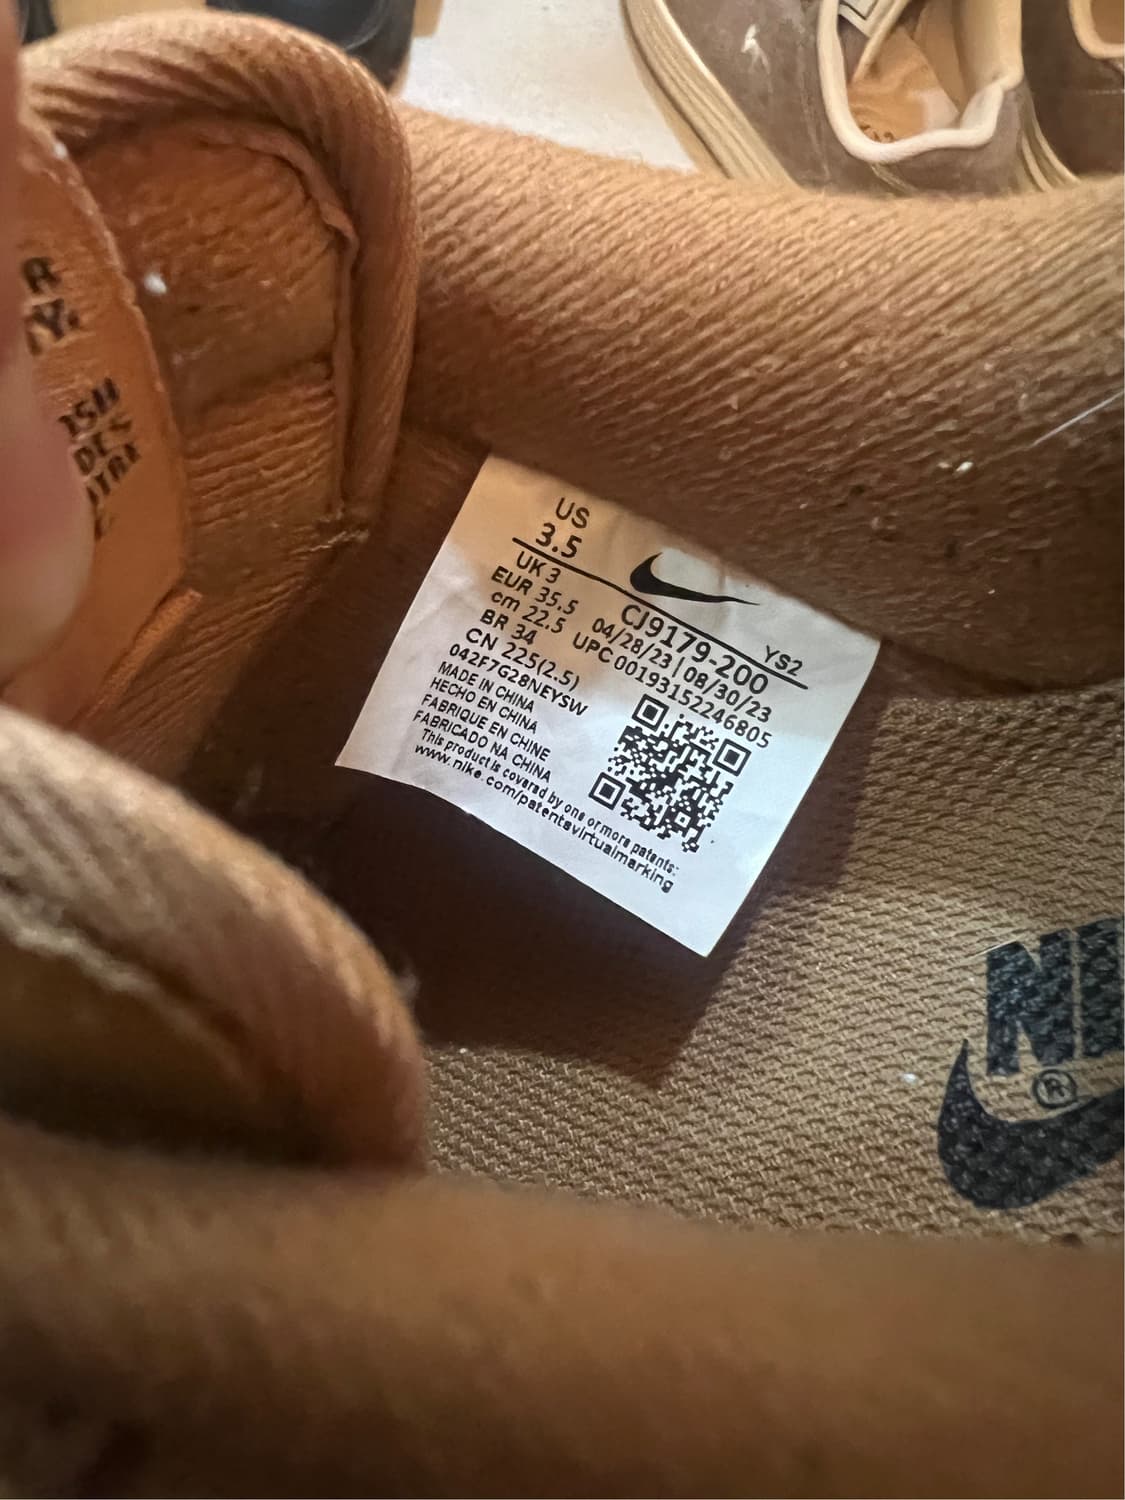 US
3.5
UK 3
EUR 35.5
cm 22.5
BR 34
CN 225(2.5)
042F7G28NEYSW
MADE IN CHINA
HECHO EN CHINA
FABRIQUE EN CHINE
FABRICADO NA CHINA
This product is covered by one or more patents:
www.nike.com/patentsvirtualmarking
YS2
CJ9179-200
04/28/23 | 08/30/23
UPC 00193152246805
®